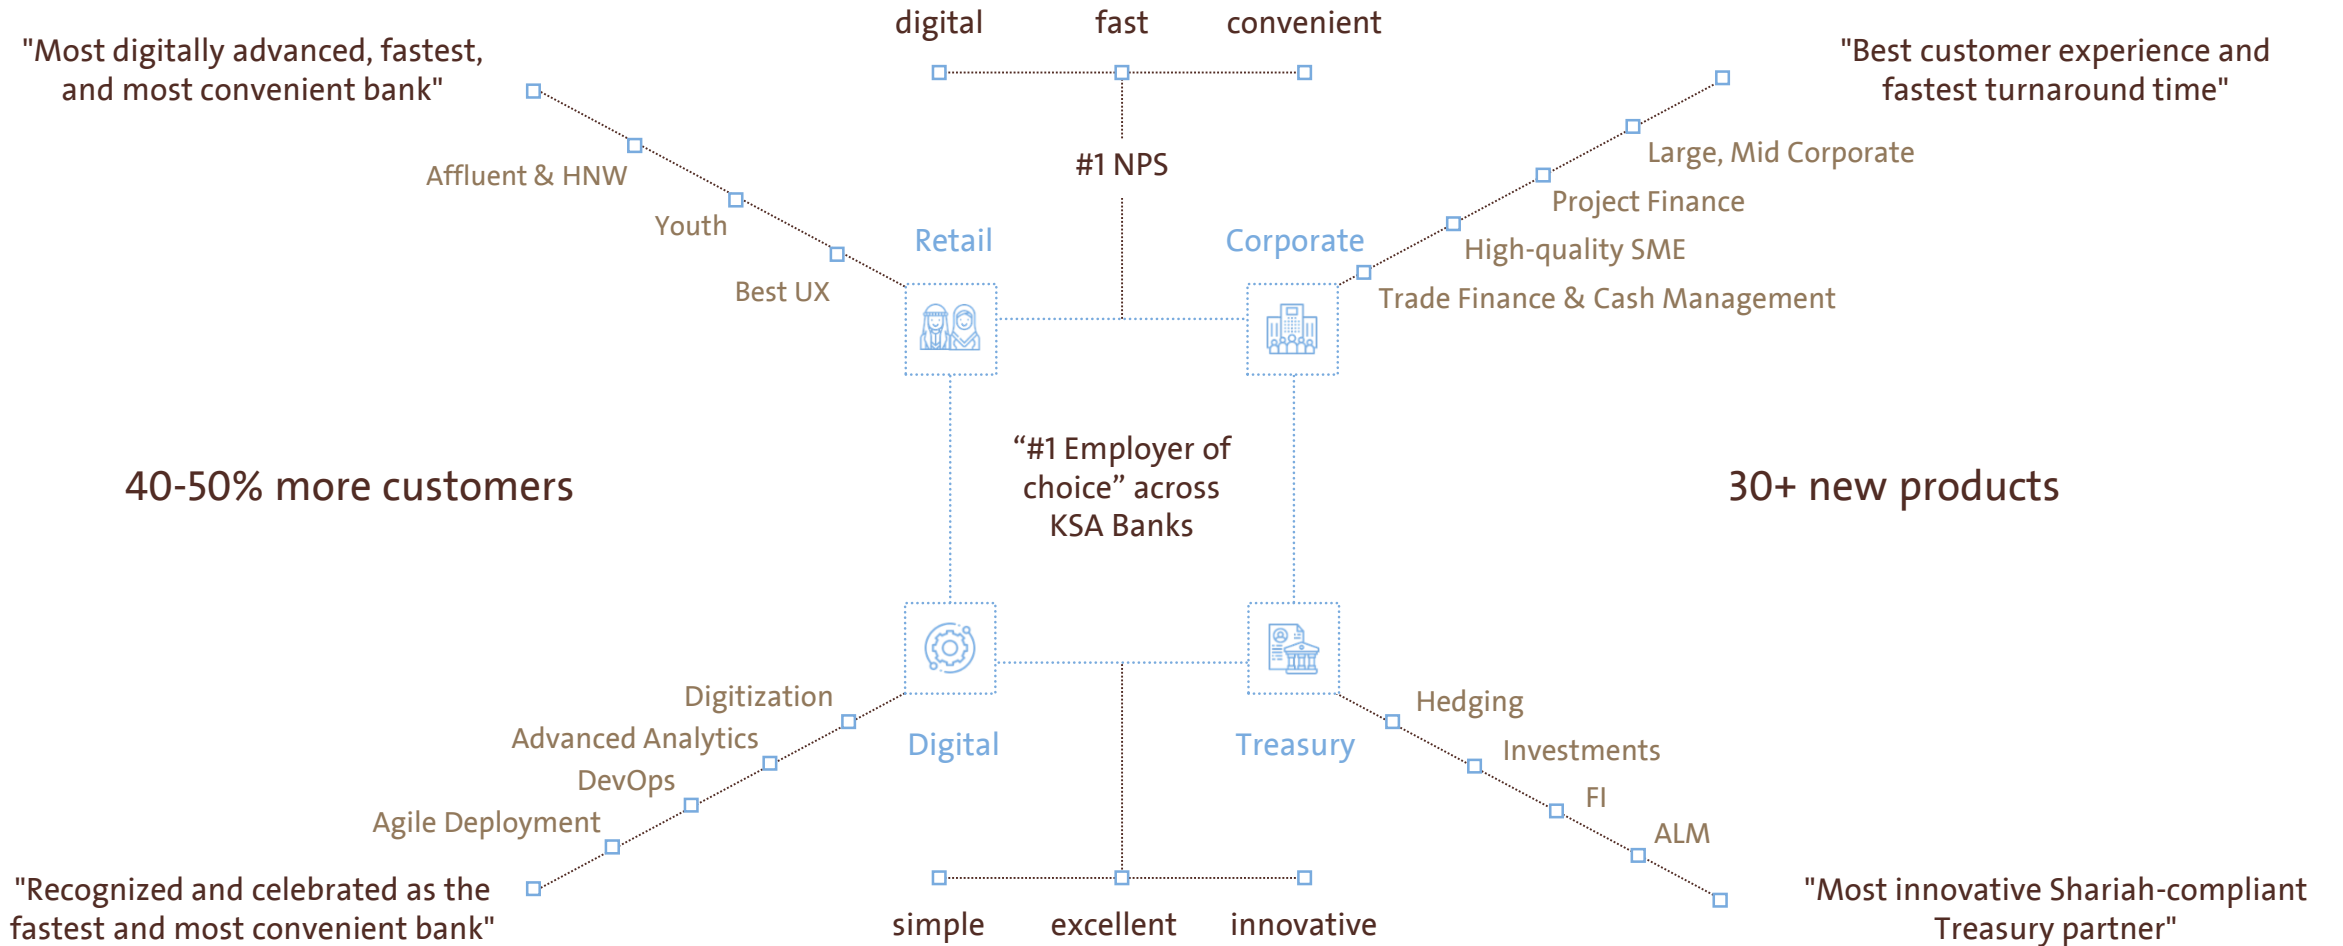 digital
fast
convenient
"Most digitally advanced, fastest,
and most convenient bank"
"Best customer experience and
fastest turnaround time"
#1 NPS
Affluent & HNW
Youth
Best UX
Retail
Corporate
Large, Mid Corporate
Project Finance
High-quality SME
Trade Finance & Cash Management
40-50% more customers
“#1 Employer of
choice” across
KSA Banks
30+ new products
Digitization
Advanced Analytics
DevOps
Agile Deployment
Digital
Treasury
Hedging
Investments
FI
ALM
"Recognized and celebrated as the
fastest and most convenient bank"
simple
excellent
innovative
"Most innovative Shariah-compliant
Treasury partner"